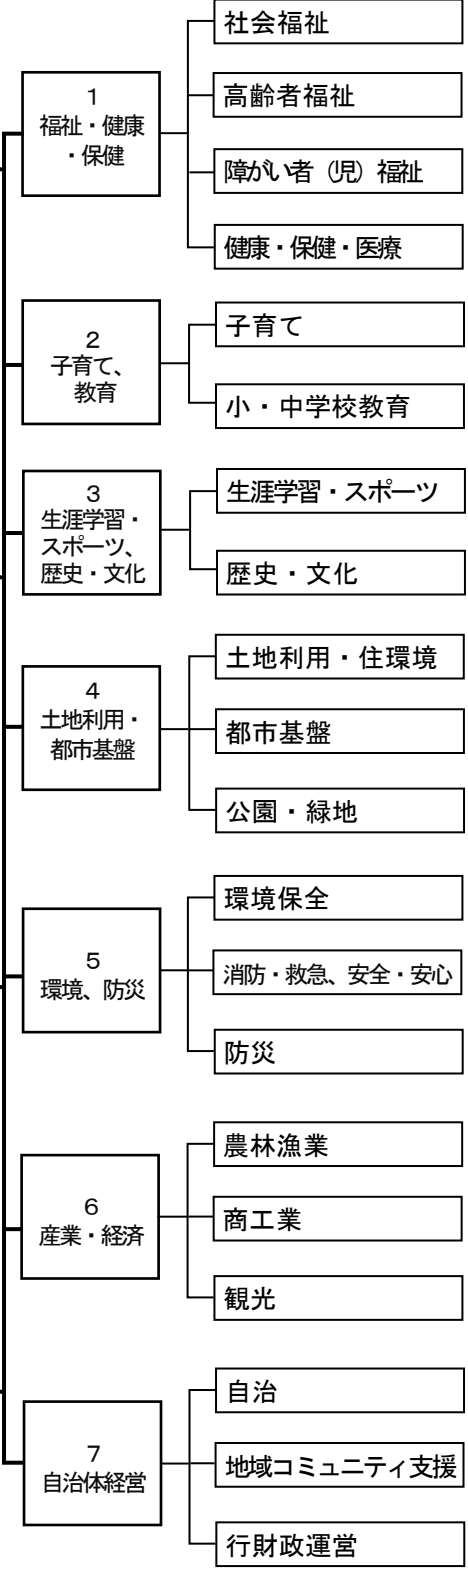 1
福祉・健康
・保健
社会福祉
高齢者福祉
障がい者（児）福祉
健康・保健・医療
2
子育て、
教育
子育て
小・中学校教育
3
生涯学習・
スポーツ、
歴史・文化
生涯学習・スポーツ
歴史・文化
4
土地利用・
都市基盤
土地利用・住環境
都市基盤
公園・緑地
5
環境、防災
環境保全
消防・救急、安全・安心
防災
6
産業・経済
農林漁業
商工業
観光
7
自治体経営
自治
地域コミュニティ支援
行財政運営